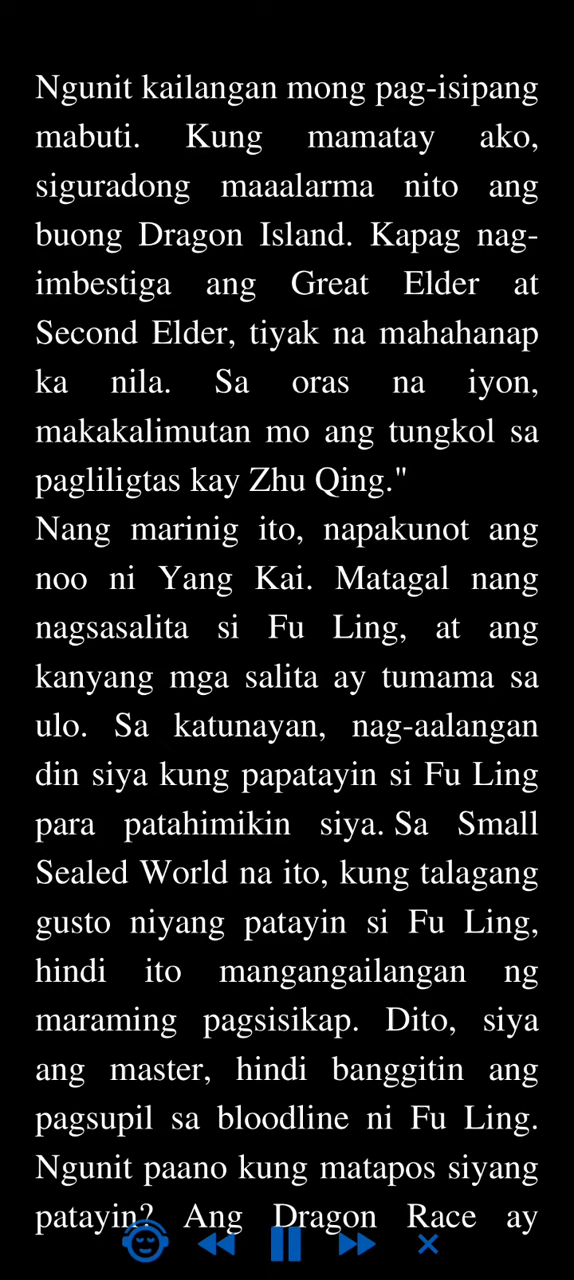 Ngunit kailangan mong pag-isipang
mabuti. Kung mamatay ako,
siguradong maaalarma nito ang
buong Dragon Island. Kapag nag-
imbestiga ang Great Elder at
Second Elder, tiyak na mahahanap
ka nila. Sa oras na iyon,
makakalimutan mo ang tungkol sa
pagliligtas kay Zhu Qing."
Nang marinig ito, napakunot ang
noo ni Yang Kai. Matagal nang
nagsasalita si Fu Ling, at ang
kanyang mga salita ay tumama sa
ulo. Sa katunayan, nag-aalangan
din siya kung papatayin si Fu Ling
para patahimikin siya. Sa Small
Sealed World na ito, kung talagang
gusto niyang patayin si Fu Ling,
hindi ito mangangailangan ng
maraming pagsisikap. Dito, siya
ang master, hindi banggitin ang
pagsupil sa bloodline ni Fu Ling.
Ngunit paano kung matapos siyang
patayin? Ang Dragon Race ay